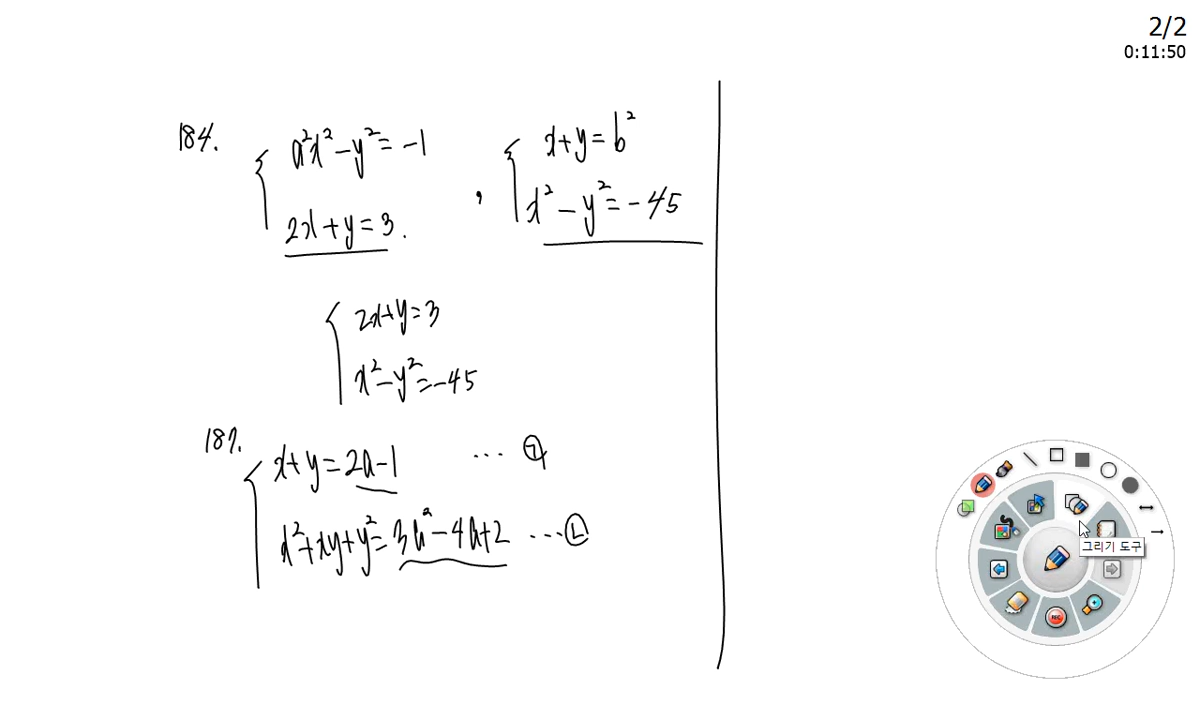 2/2
0:11:50
184.
a²x²-y²=-1
2x+y=3.
,
x+y=b²
x²-y²=-45
2x+y=3
x²-y²=-45
187.
x+y=2a-1 … ㉠
x²+xy+y²=3a²-4a+2 … ㉡
그리기 도구
REC